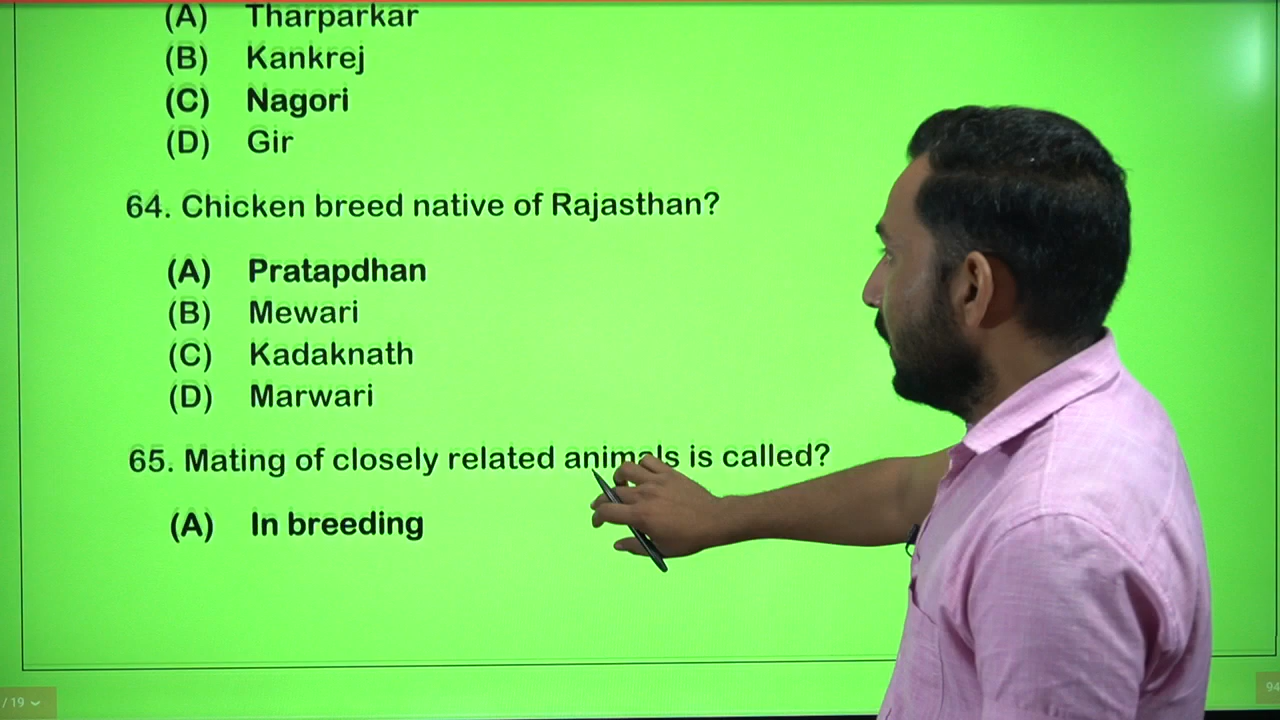 (A) Tharparkar
(B) Kankrej
(C) Nagori
(D) Gir
64. Chicken breed native of Rajasthan?
(A) Pratapdhan
(B) Mewari
(C) Kadaknath
(D) Marwari
65. Mating of closely related animals is called?
(A) In breeding
/ 19
94